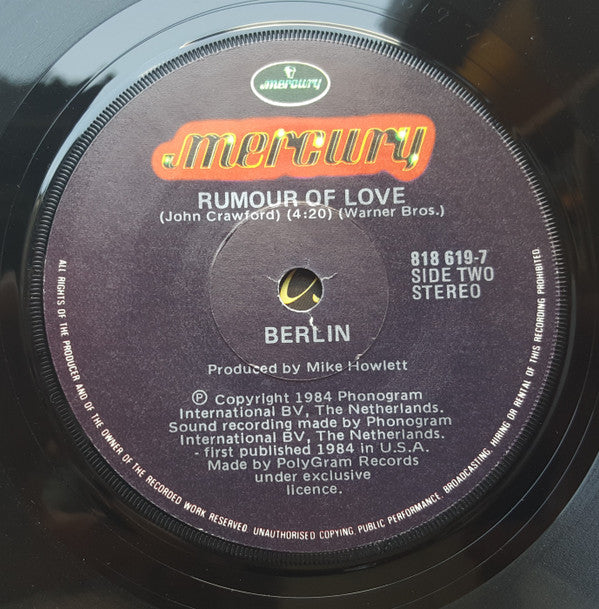 mercury
mercury
RUMOUR OF LOVE
(John Crawford) (4:20) (Warner Bros.)
818 619-7
SIDE TWO
STEREO
BERLIN
Produced by Mike Howlett
Ⓟ Copyright 1984 Phonogram
International BV, The Netherlands.
Sound recording made by Phonogram
International BV, The Netherlands.
- first published 1984 in U.S.A.
Made by PolyGram Records
under exclusive
licence.
ALL RIGHTS OF THE PRODUCER AND OF THE OWNER OF THE RECORDED WORK RESERVED. UNAUTHORISED COPYING, PUBLIC PERFORMANCE, BROADCASTING, HIRING OR RENTAL OF THIS RECORDING PROHIBITED.